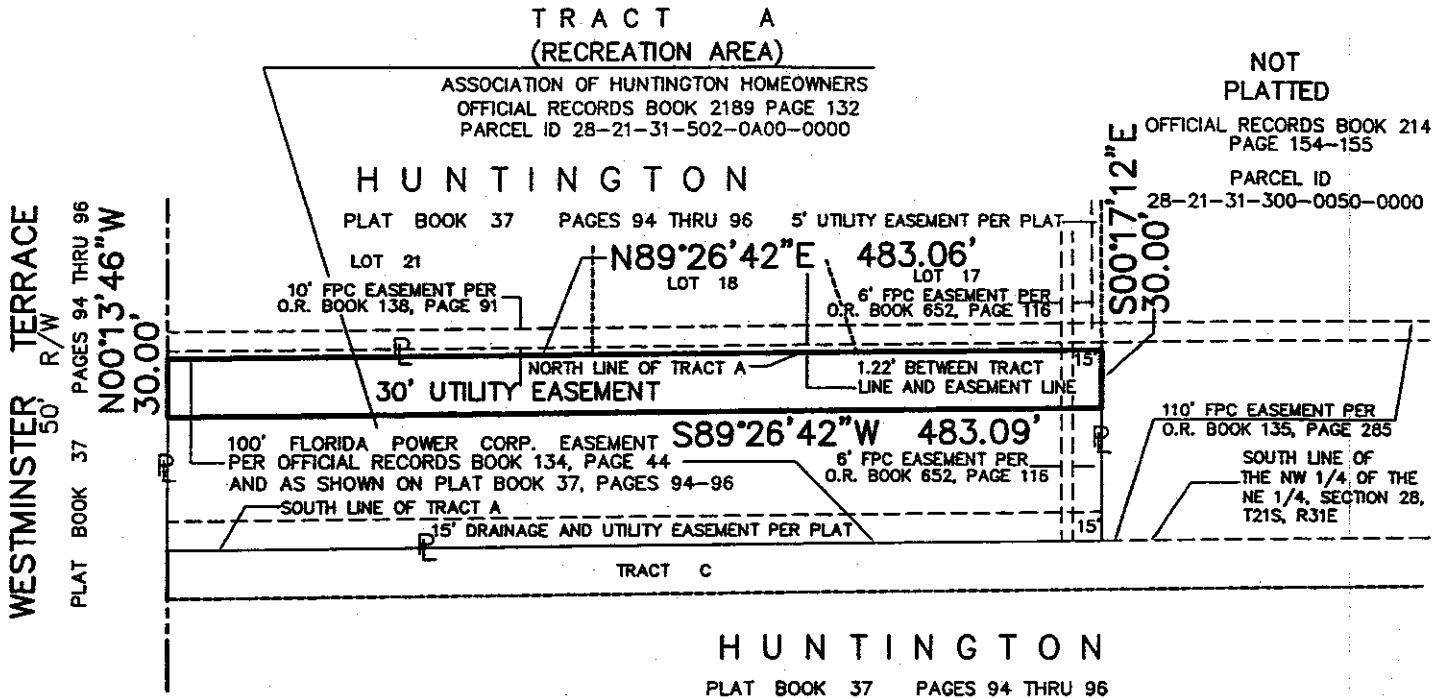 TRACT A
(RECREATION AREA)
ASSOCIATION OF HUNTINGTON HOMEOWNERS
OFFICIAL RECORDS BOOK 2189 PAGE 132
PARCEL ID 28-21-31-502-0A00-0000
NOT
PLATTED
OFFICIAL RECORDS BOOK 214
PAGE 154-155
PARCEL ID
28-21-31-300-0050-0000
HUNTINGTON
PLAT BOOK 37 PAGES 94 THRU 96
5' UTILITY EASEMENT PER PLAT
WESTMINSTER TERRACE
50' R/W
PLAT BOOK 37 PAGES 94 THRU 96
N00°13'46"W
30.00'
S00°17'12"E
30.00'
LOT 21
N89°26'42"E 483.06'
LOT 18
LOT 17
10' FPC EASEMENT PER
O.R. BOOK 138, PAGE 91
6' FPC EASEMENT PER
O.R. BOOK 652, PAGE 116
PL
NORTH LINE OF TRACT A
1.22' BETWEEN TRACT
LINE AND EASEMENT LINE
15'
30' UTILITY EASEMENT
S89°26'42"W 483.09'
100' FLORIDA POWER CORP. EASEMENT
PER OFFICIAL RECORDS BOOK 134, PAGE 44
AND AS SHOWN ON PLAT BOOK 37, PAGES 94-96
6' FPC EASEMENT PER
O.R. BOOK 652, PAGE 116
PL
PL
110' FPC EASEMENT PER
O.R. BOOK 135, PAGE 285
SOUTH LINE OF
THE NW 1/4 OF THE
NE 1/4, SECTION 28,
T21S, R31E
SOUTH LINE OF TRACT A
15' DRAINAGE AND UTILITY EASEMENT PER PLAT
15'
PL
TRACT C
HUNTINGTON
PLAT BOOK 37 PAGES 94 THRU 96